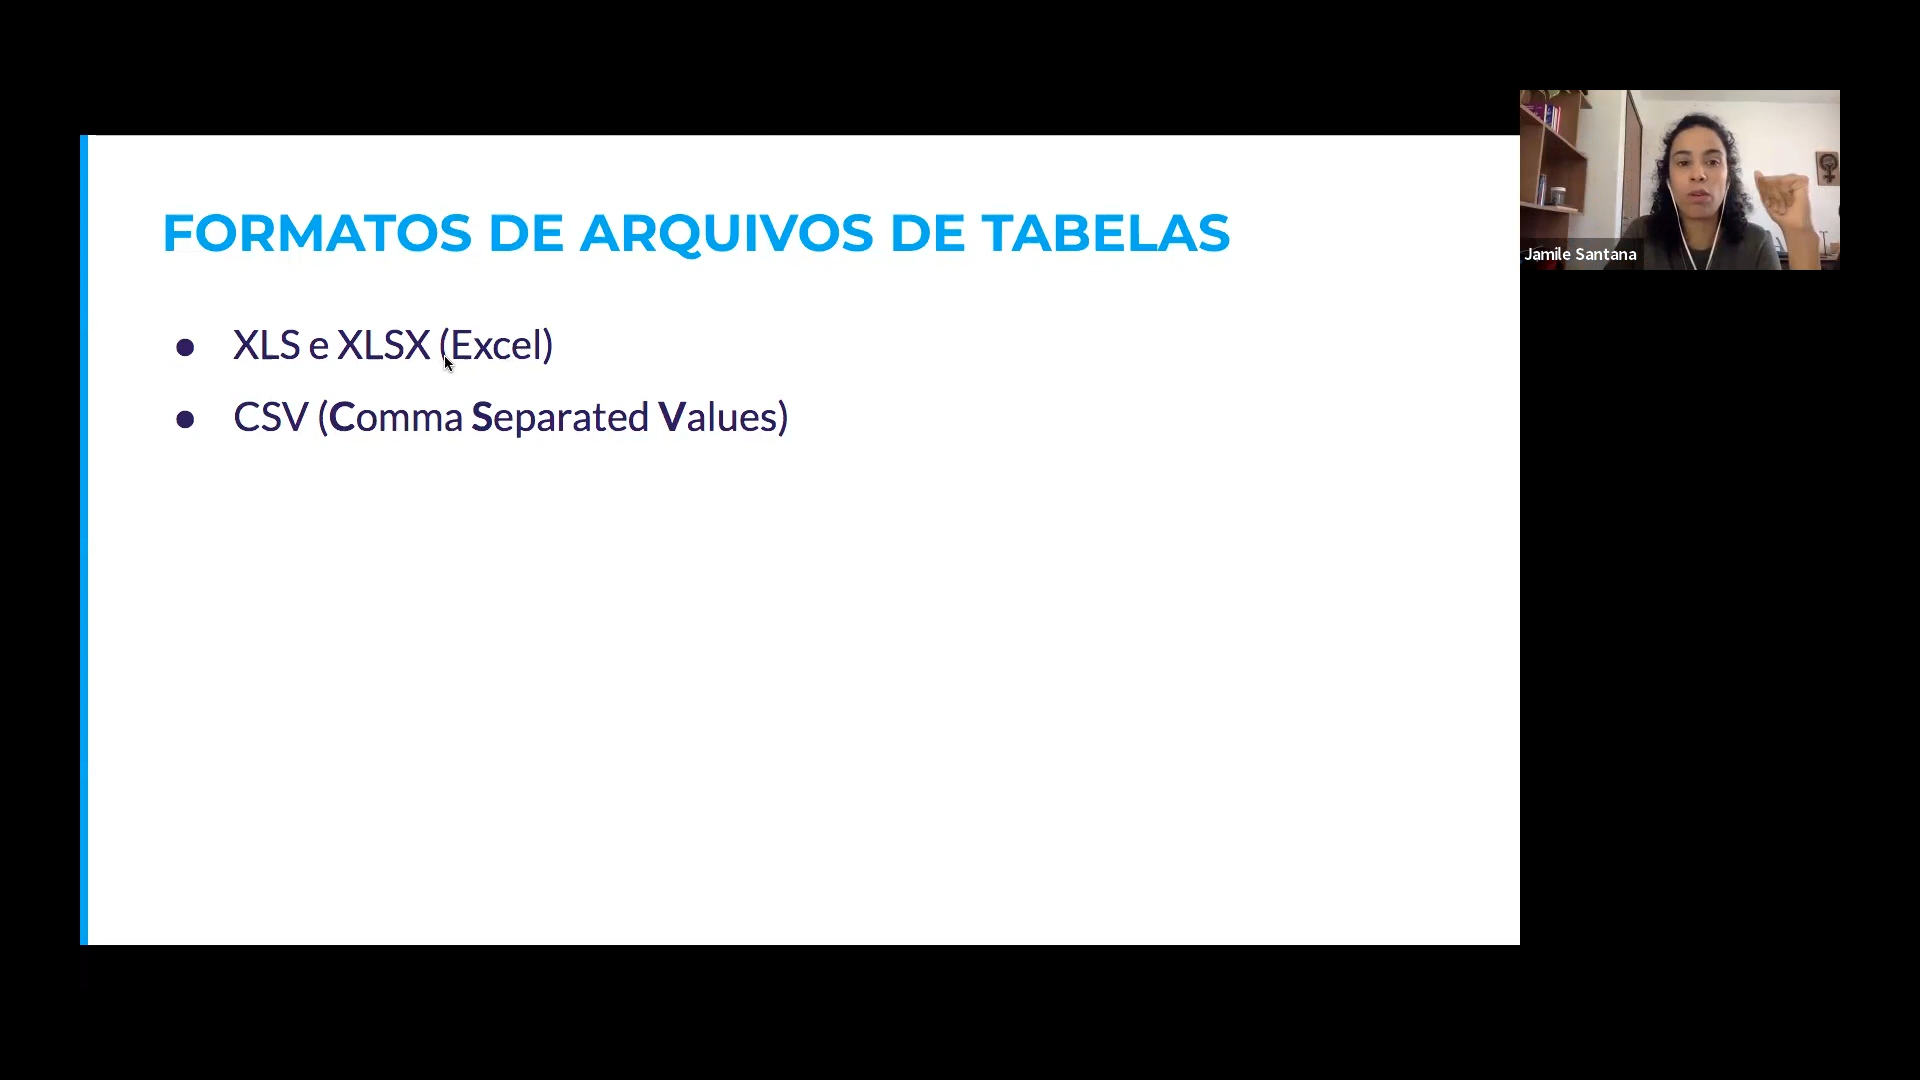 FORMATOS DE ARQUIVOS DE TABELAS
● XLS e XLSX (Excel)
● CSV (Comma Separated Values)
Jamile Santana